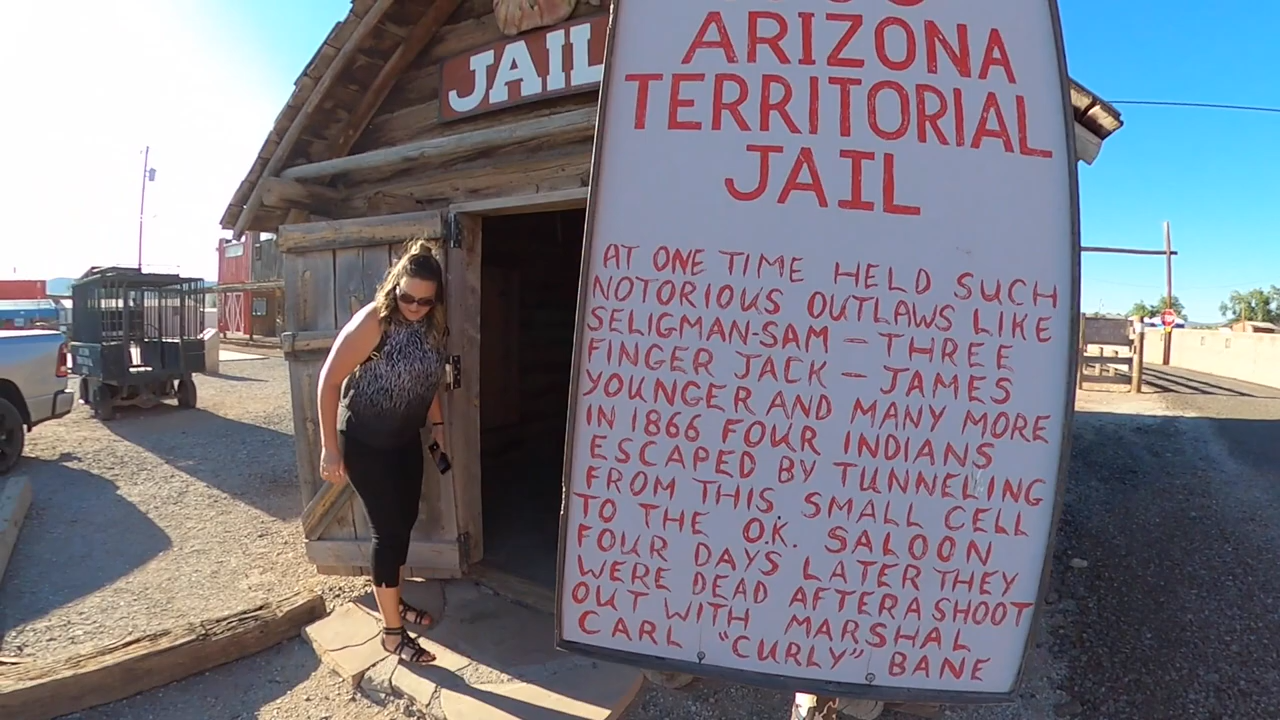 JAIL
ARIZONA
TERRITORIAL
JAIL
AT ONE TIME HELD SUCH
NOTORIOUS OUTLAWS LIKE
SELIGMAN-SAM - THREE
FINGER JACK - JAMES
YOUNGER AND MANY MORE
IN 1866 FOUR INDIANS
ESCAPED BY TUNNELING
FROM THIS SMALL CELL
TO THE O.K. SALOON
FOUR DAYS LATER THEY
WERE DEAD AFTER A SHOOT
OUT WITH MARSHAL
CARL "CURLY" BANE